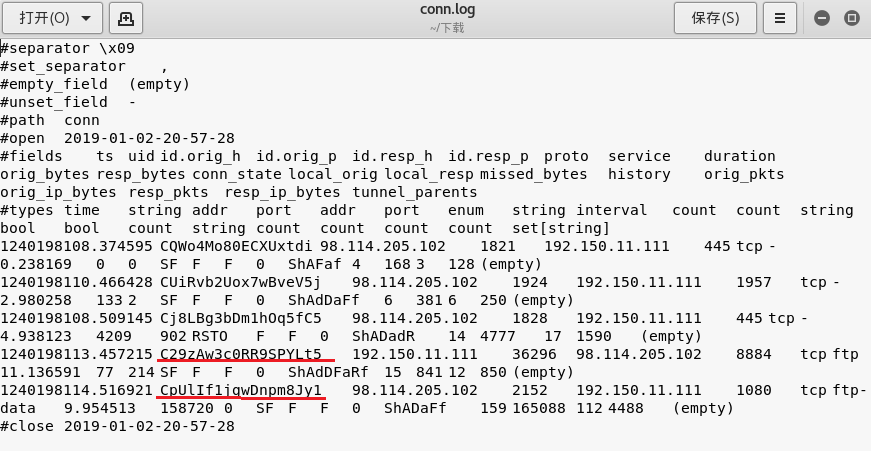 打开(O)
conn.log
~/下载
保存(S)
#separator \x09
#set_separator ,
#empty_field (empty)
#unset_field -
#path conn
#open 2019-01-02-20-57-28
#fields ts uid id.orig_h id.orig_p id.resp_h id.resp_p proto service duration
orig_bytes resp_bytes conn_state local_orig local_resp missed_bytes history orig_pkts
orig_ip_bytes resp_pkts resp_ip_bytes tunnel_parents
#types time string addr port addr port enum string interval count count string
bool bool count string count count count count set[string]
1240198108.374595 CQWo4Mo80ECXUxtdi 98.114.205.102 1821 192.150.11.111 445 tcp -
0.238169 0 0 SF F F 0 ShAFaf 4 168 3 128 (empty)
1240198110.466428 CUiRvb2Uox7wBveV5j 98.114.205.102 1924 192.150.11.111 1957 tcp -
2.980258 133 2 SF F F 0 ShAdDaFf 6 381 6 250 (empty)
1240198108.509145 Cj8LBg3bDm1hOq5fC5 98.114.205.102 1828 192.150.11.111 445 tcp -
4.938123 4209 902 RSTO F F 0 ShADadR 14 4777 17 1590 (empty)
1240198113.457215 C29zAw3c0RR9SPYLt5 192.150.11.111 36296 98.114.205.102 8884 tcp ftp
11.136591 77 214 SF F F 0 ShAdDFaRf 15 841 12 850 (empty)
1240198114.516921 CpUlIf1jqwDnpm8Jy1 98.114.205.102 2152 192.150.11.111 1080 tcp ftp-
data 9.954513 158720 0 SF F F 0 ShADaFf 159 165088 112 4488 (empty)
#close 2019-01-02-20-57-28